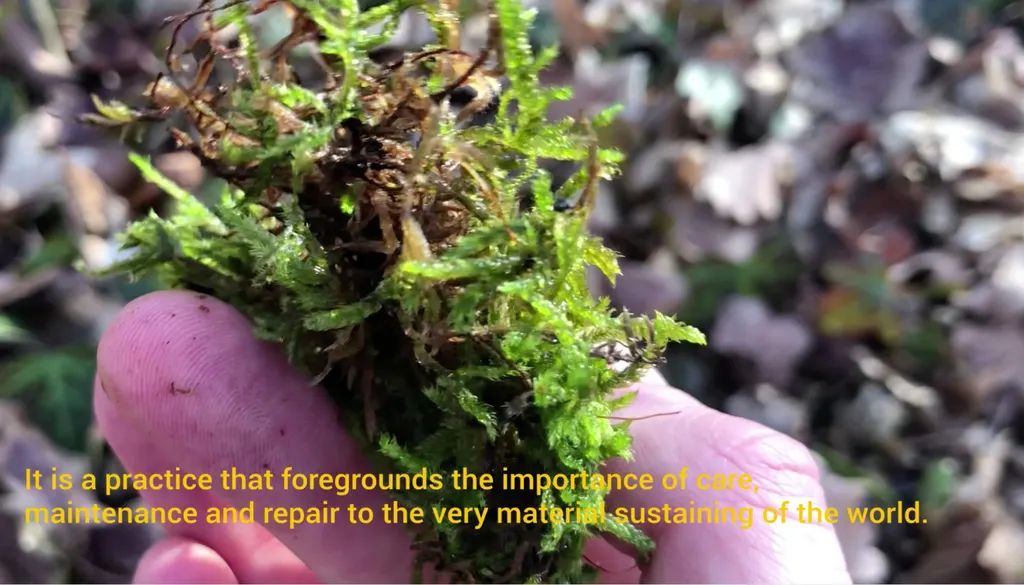 It is a practice that foregrounds the importance of care,
maintenance and repair to the very material sustaining of the world.